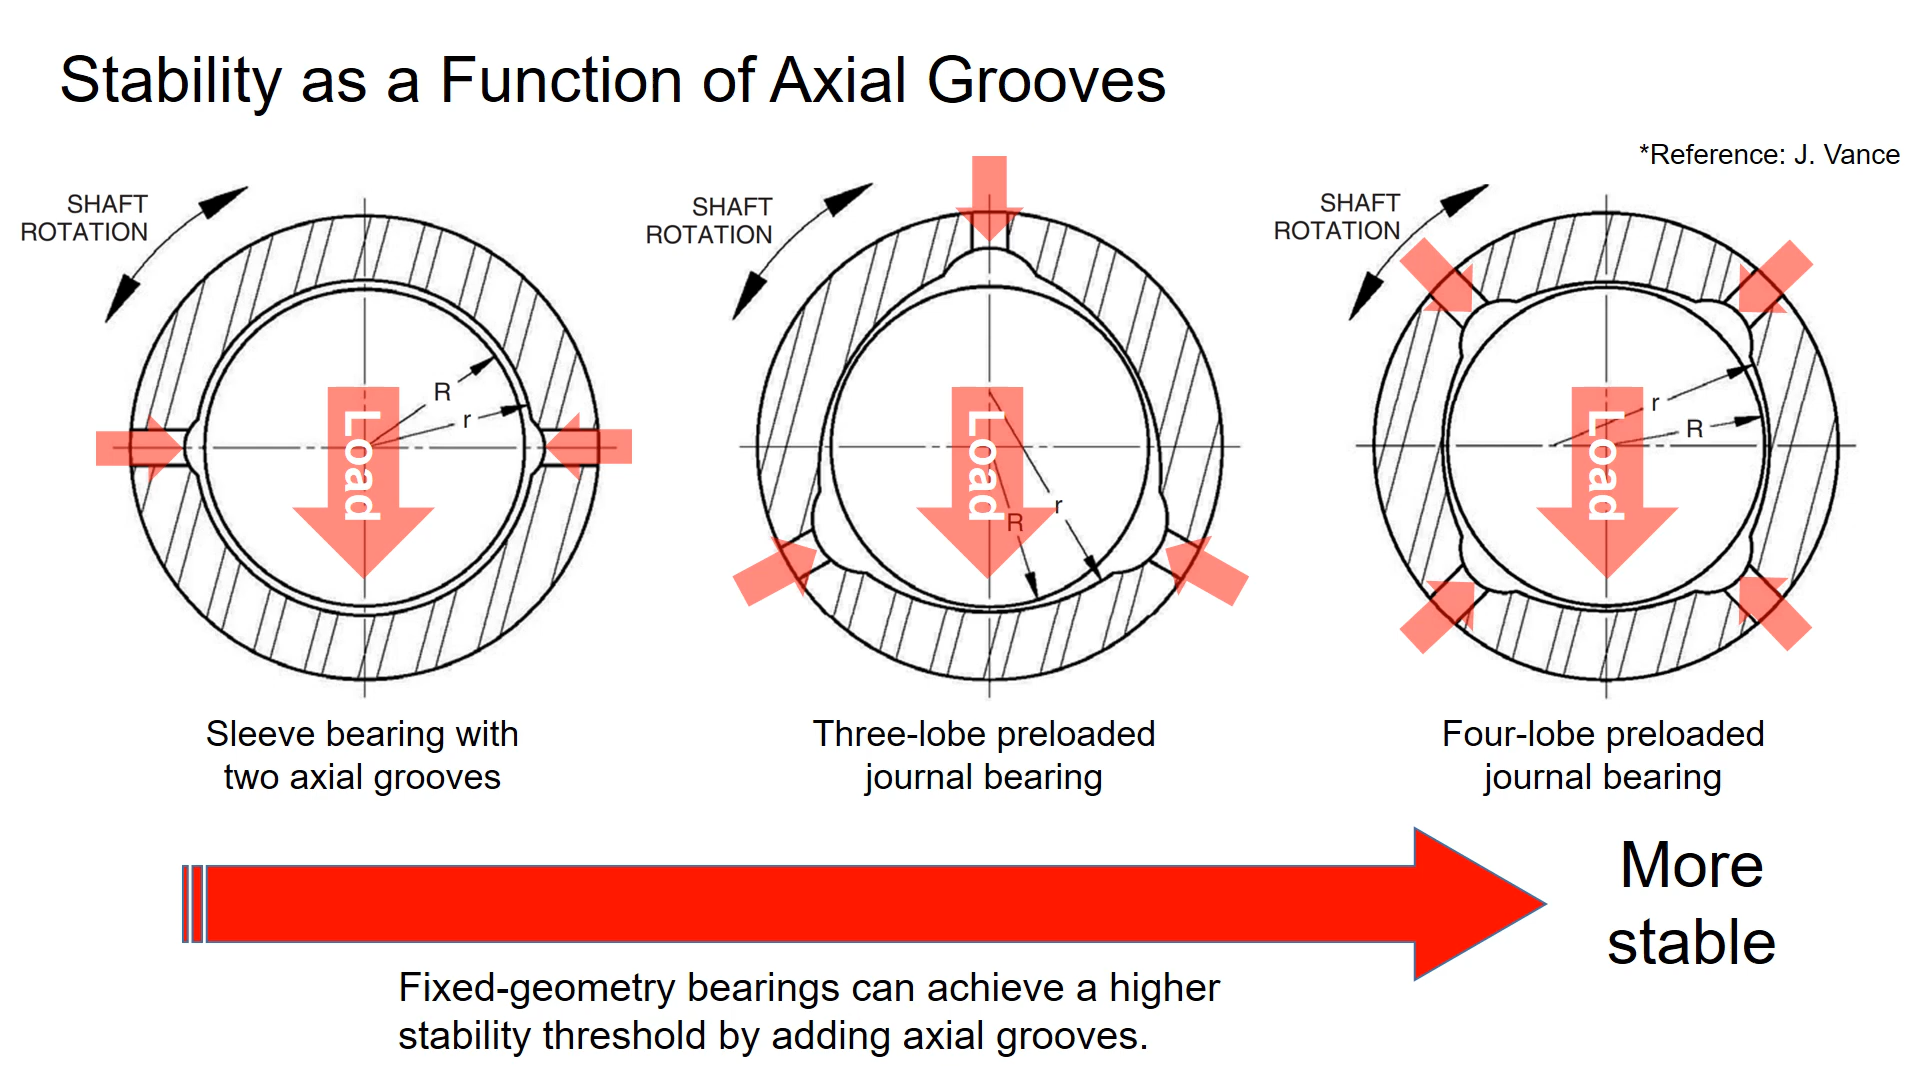 Stability as a Function of Axial Grooves
*Reference: J. Vance
SHAFT
ROTATION
R
r
Load
SHAFT
ROTATION
r
R
Load
SHAFT
ROTATION
r
R
Load
Sleeve bearing with
two axial grooves
Three-lobe preloaded
journal bearing
Four-lobe preloaded
journal bearing
More
stable
Fixed-geometry bearings can achieve a higher
stability threshold by adding axial grooves.